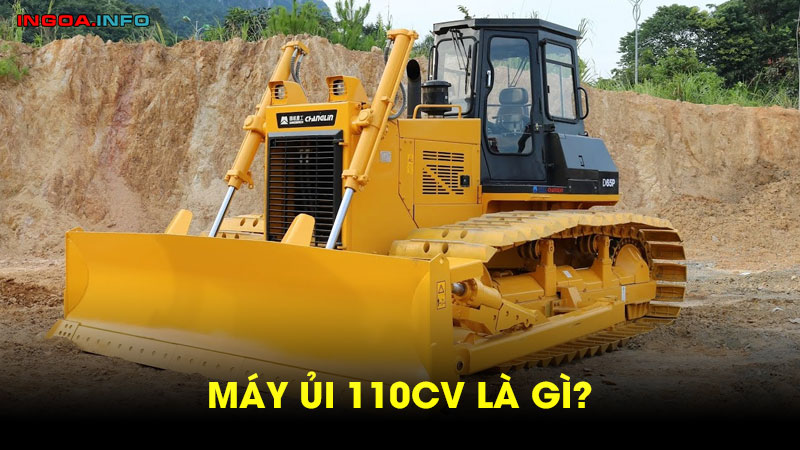 INGOA.INFO
CHANGLIN
D65P
MÁY ỦI 110CV LÀ GÌ?